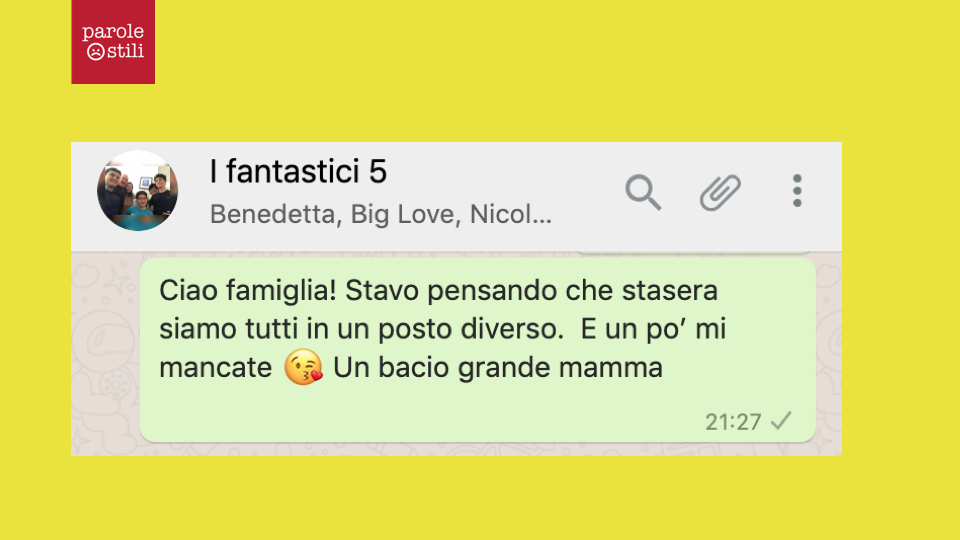 parole
Ostili
I fantastici 5
Benedetta, Big Love, Nicol...
Ciao famiglia! Stavo pensando che stasera
siamo tutti in un posto diverso.  E un po’ mi
mancate 😘 Un bacio grande mamma
21:27